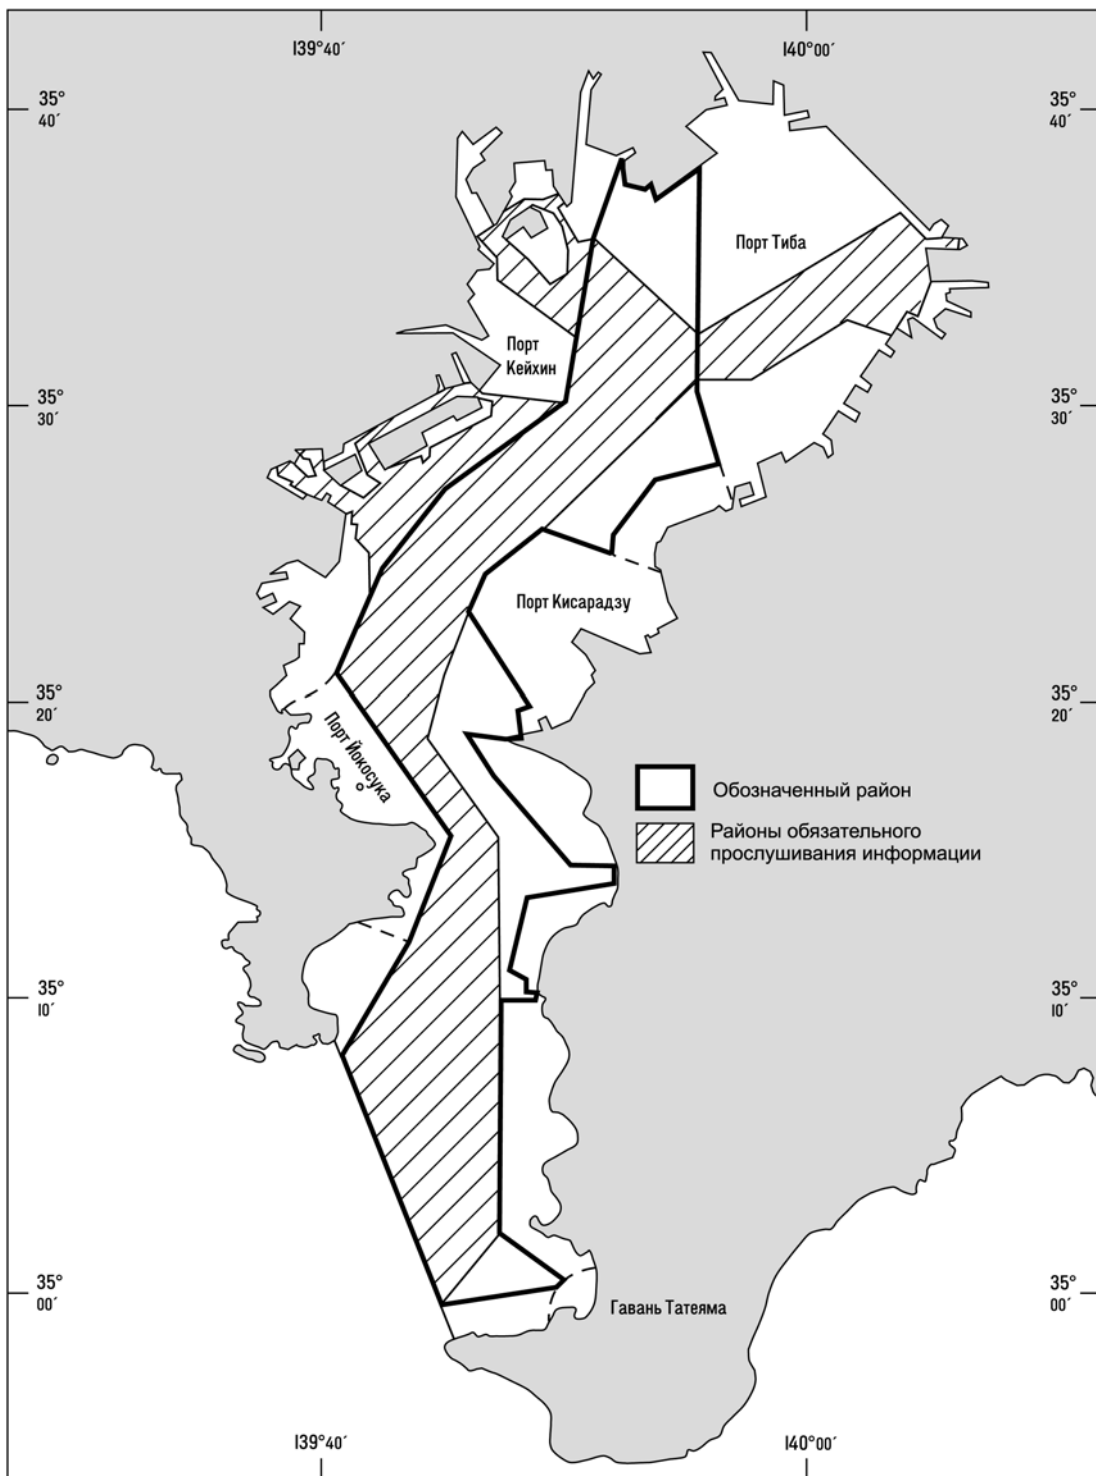 139°40´
140°00´
35°
40´
35°
40´
Порт Тиба
Порт
Кейхин
35°
30´
35°
30´
Порт Кисарадзу
35°
20´
35°
20´
Порт Йокосука
Обозначенный район
Районы обязательного
прослушивания информации
35°
10´
35°
10´
35°
00´
35°
00´
Гавань Татеяма
139°40´
140°00´